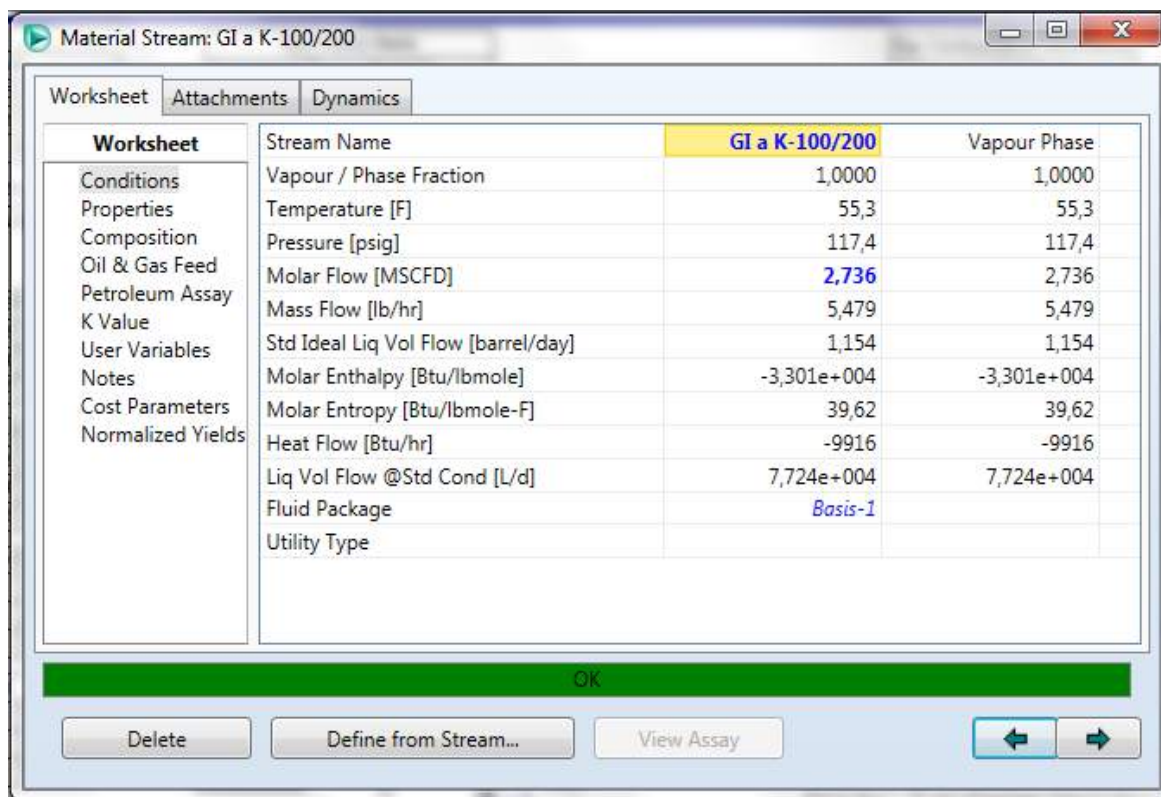 Material Stream: GI a K-100/200
Worksheet Attachments Dynamics
Worksheet
Conditions
Properties
Composition
Oil & Gas Feed
Petroleum Assay
K Value
User Variables
Notes
Cost Parameters
Normalized Yields
Stream Name GI a K-100/200 Vapour Phase
Vapour / Phase Fraction 1,0000 1,0000
Temperature [F] 55,3 55,3
Pressure [psig] 117,4 117,4
Molar Flow [MSCFD] 2,736 2,736
Mass Flow [lb/hr] 5,479 5,479
Std Ideal Liq Vol Flow [barrel/day] 1,154 1,154
Molar Enthalpy [Btu/lbmole] -3,301e+004 -3,301e+004
Molar Entropy [Btu/lbmole-F] 39,62 39,62
Heat Flow [Btu/hr] -9916 -9916
Liq Vol Flow @Std Cond [L/d] 7,724e+004 7,724e+004
Fluid Package Basis-1
Utility Type
OK
Delete Define from Stream... View Assay